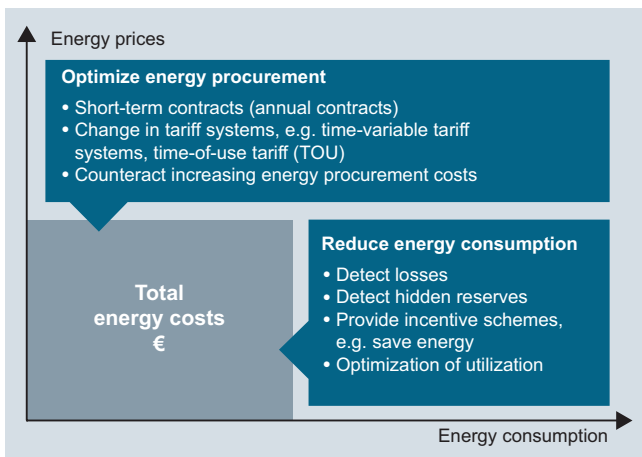 Energy prices
Optimize energy procurement
• Short-term contracts (annual contracts)
• Change in tariff systems, e.g. time-variable tariff
systems, time-of-use tariff (TOU)
• Counteract increasing energy procurement costs
Total
energy costs
€
Reduce energy consumption
• Detect losses
• Detect hidden reserves
• Provide incentive schemes,
e.g. save energy
• Optimization of utilization
Energy consumption